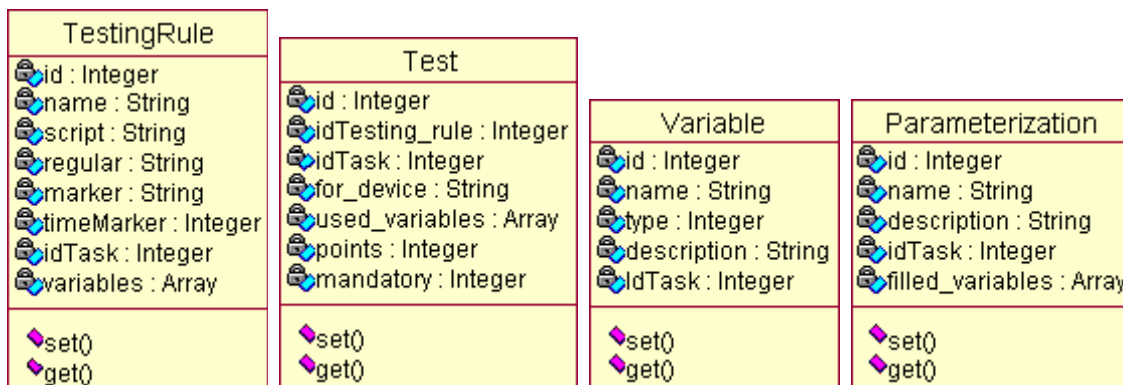 TestingRule
id : Integer
name : String
script : String
regular : String
marker : String
timeMarker : Integer
idTask : Integer
variables : Array
set()
get()
Test
id : Integer
idTesting_rule : Integer
idTask : Integer
for_device : String
used_variables : Array
points : Integer
mandatory : Integer
set()
get()
Variable
id : Integer
name : String
type : Integer
description : String
IdTask : Integer
set()
get()
Parameterization
id : Integer
name : String
description : String
idTask : Integer
filled_variables : Array
set()
get()